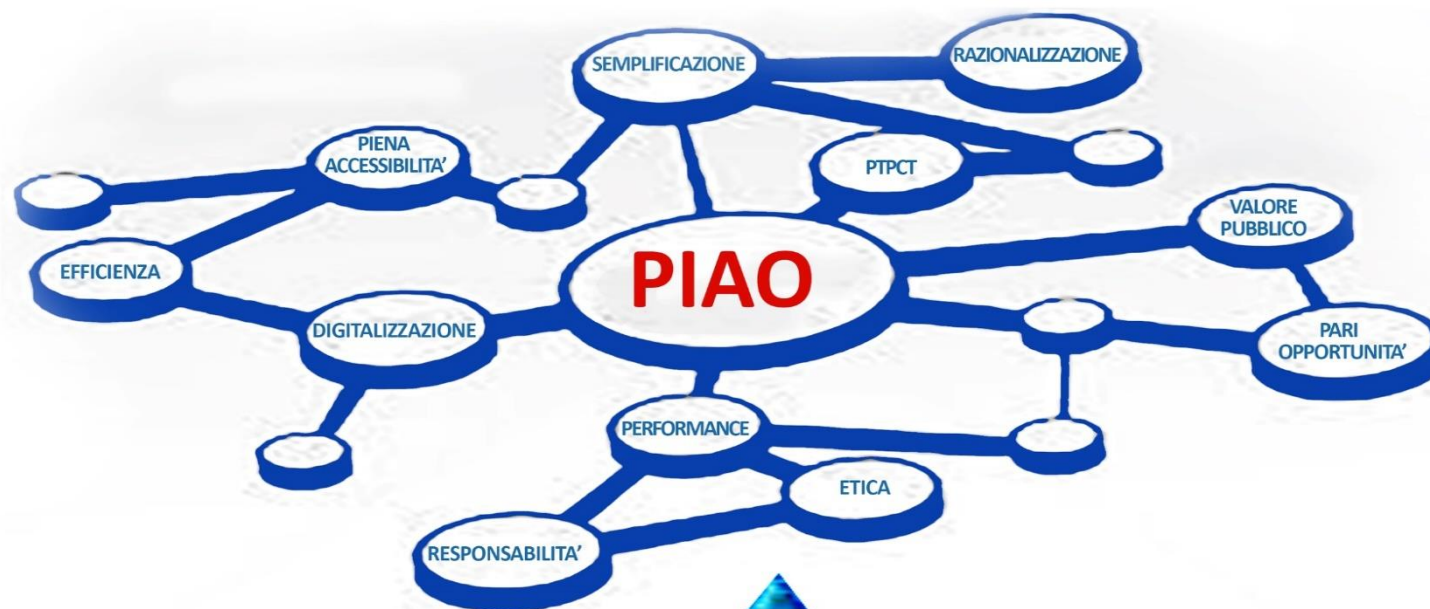 SEMPLIFICAZIONE
RAZIONALIZZAZIONE
PIENA
ACCESSIBILITA'
PTPCT
VALORE
PUBBLICO
EFFICIENZA
PIAO
DIGITALIZZAZIONE
PARI
OPPORTUNITA'
PERFORMANCE
ETICA
RESPONSABILITA'